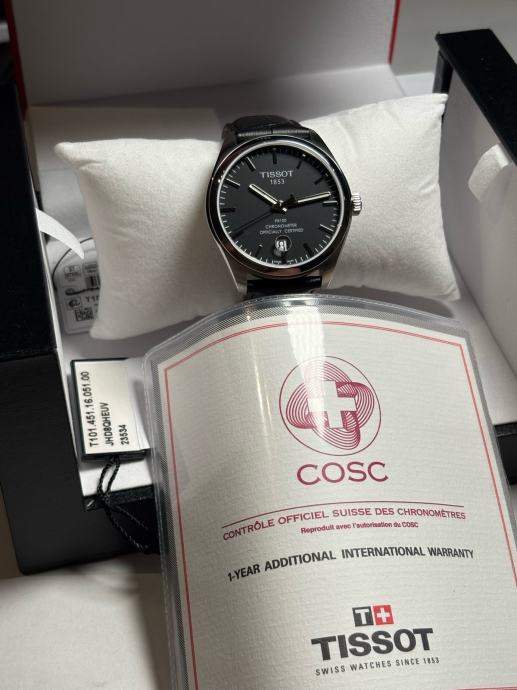 TISSOT
1853
PR100
CHRONOMETER
OFFICIALLY CERTIFIED
T101.451.16.051.00
JHD8QHEUV
23534
COSC
CONTRÔLE OFFICIEL SUISSE DES CHRONOMÈTRES
Reproduit avec l'autorisation du COSC
1-YEAR ADDITIONAL INTERNATIONAL WARRANTY
TISSOT
SWISS WATCHES SINCE 1853